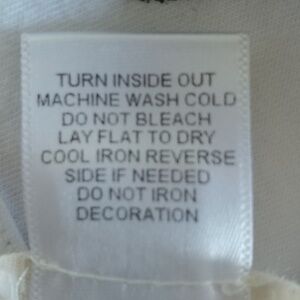 TURN INSIDE OUT
MACHINE WASH COLD
DO NOT BLEACH
LAY FLAT TO DRY
COOL IRON REVERSE
SIDE IF NEEDED
DO NOT IRON
DECORATION